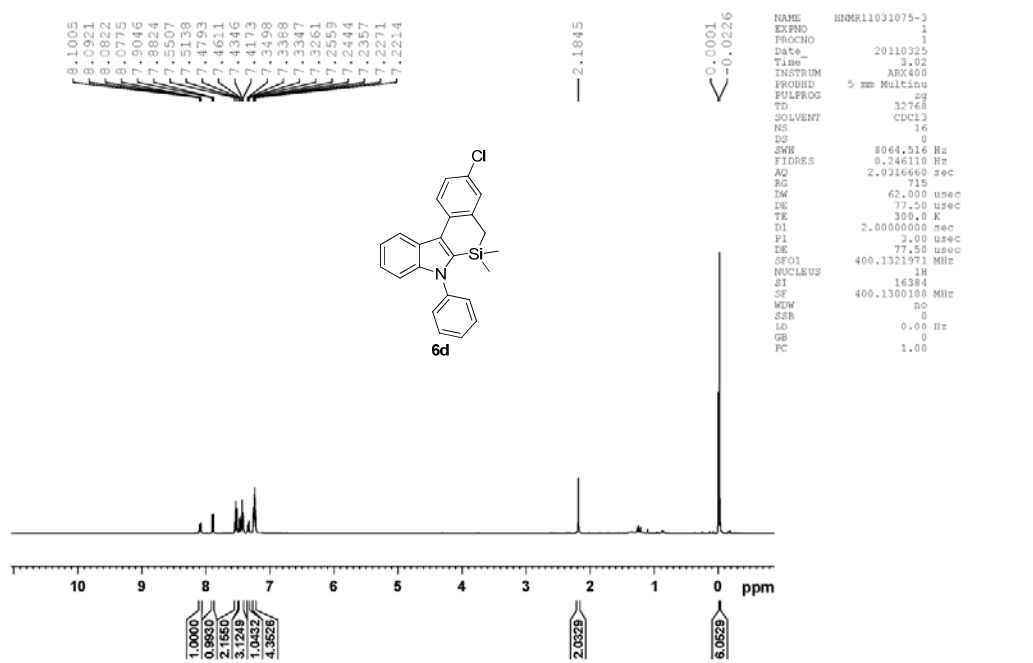 8.1005
8.0921
8.0822
8.0775
7.9046
7.8824
7.5507
7.5138
7.4793
7.4611
7.4346
7.4173
7.3498
7.3388
7.3347
7.3261
7.2559
7.2444
7.2357
7.2271
7.2214
2.1845
0.0001
-0.0226
NAME HNMR11031075-3
EXPNO 1
PROCNO 1
Date_ 20110325
Time 3.02
INSTRUM ARX400
PROBHD 5 mm Multinu
PULPROG zg
TD 32768
SOLVENT CDCl3
NS 16
DS 0
SWH 8064.516 Hz
FIDRES 0.246110 Hz
AQ 2.0316660 sec
RG 715
DW 62.000 usec
DE 77.50 usec
TE 300.0 K
D1 2.00000000 sec
P1 3.00 usec
DE 77.50 usec
SFO1 400.1321971 MHz
NUCLEUS 1H
SI 16384
SF 400.1300188 MHz
WDW no
SSB 0
LB 0.00 Hz
GB 0
PC 1.00
Cl
Si
N
6d
10 9 8 7 6 5 4 3 2 1 0 ppm
1.0000
0.9930
2.1550
3.1249
1.0432
4.3526
2.0329
6.0529